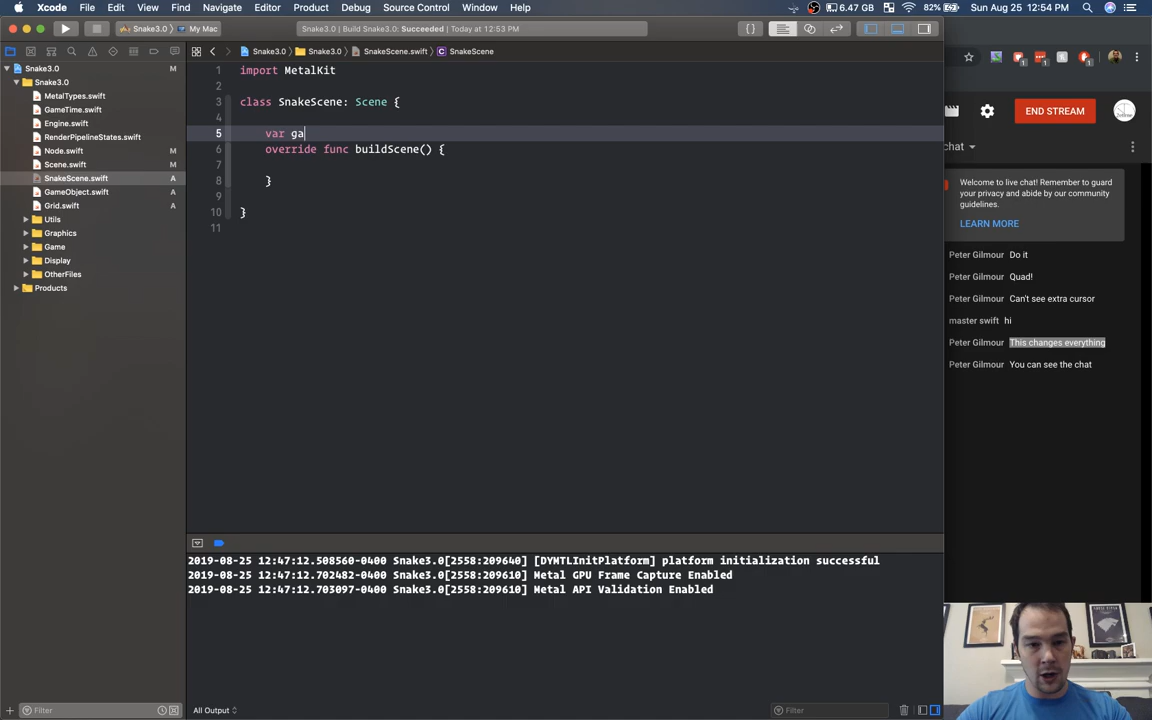 Xcode File Edit View Find Navigate Editor Product Debug Source Control Window Help 6.47 GB 82% Sun Aug 25 12:54 PM
Snake3.0 My Mac Snake3.0 | Build Snake3.0: Succeeded | Today at 12:53 PM
Snake3.0 Snake3.0 SnakeScene.swift C SnakeScene
Snake3.0 M
Snake3.0
MetalTypes.swift M
GameTime.swift
Engine.swift
RenderPipelineStates.swift
Node.swift M
Scene.swift M
SnakeScene.swift A
GameObject.swift A
Grid.swift A
Utils
Graphics
Game
Display
OtherFiles
Products
Filter
1 import MetalKit
2
3 class SnakeScene: Scene {
4
5 var ga
6 override func buildScene() {
7
8 }
9
10 }
11
2019-08-25 12:47:12.508560-0400 Snake3.0[2558:209640] [DYMTLInitPlatform] platform initialization successful
2019-08-25 12:47:12.702482-0400 Snake3.0[2558:209610] Metal GPU Frame Capture Enabled
2019-08-25 12:47:12.703097-0400 Snake3.0[2558:209610] Metal API Validation Enabled
All Output Filter
END STREAM
chat
Welcome to live chat! Remember to guard
your privacy and abide by our community
guidelines.
LEARN MORE
Peter Gilmour Do it
Peter Gilmour Quad!
Peter Gilmour Can't see extra cursor
master swift hi
Peter Gilmour This changes everything
Peter Gilmour You can see the chat